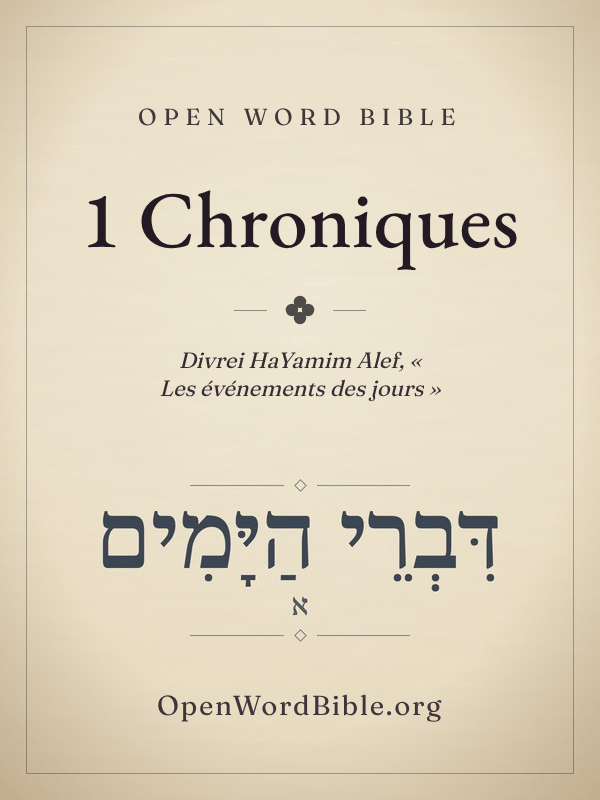 OPEN WORD BIBLE
1 Chroniques
Divrei HaYamim Alef, «
Les événements des jours »
דִּבְרֵי הַיָּמִים
א
OpenWordBible.org